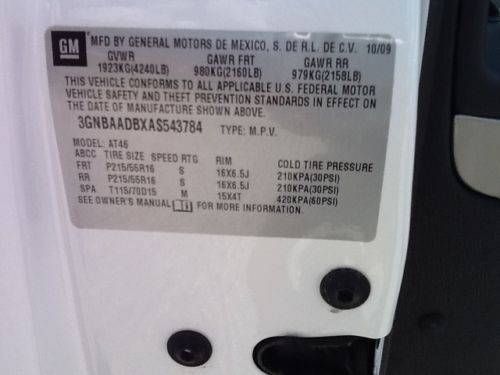 GM MFD BY GENERAL MOTORS DE MEXICO, S. DE R.L. DE C.V. 10/09
GVWR GAWR FRT GAWR RR
1923KG(4240LB) 980KG(2160LB) 979KG(2158LB)
THIS VEHICLE CONFORMS TO ALL APPLICABLE U.S. FEDERAL MOTOR
VEHICLE SAFETY AND THEFT PREVENTION STANDARDS IN EFFECT ON
THE DATE OF MANUFACTURE SHOWN ABOVE.
3GNBAADBXAS543784 TYPE: M.P.V.
MODEL: AT46
ABCC TIRE SIZE SPEED RTG RIM COLD TIRE PRESSURE
FRT P215/55R16 S 16X6.5J 210KPA(30PSI)
RR P215/55R16 S 16X6.5J 210KPA(30PSI)
SPA T115/70D15 M 15X4T 420KPA(60PSI)
SEE OWNER'S MANUAL FOR MORE INFORMATION.